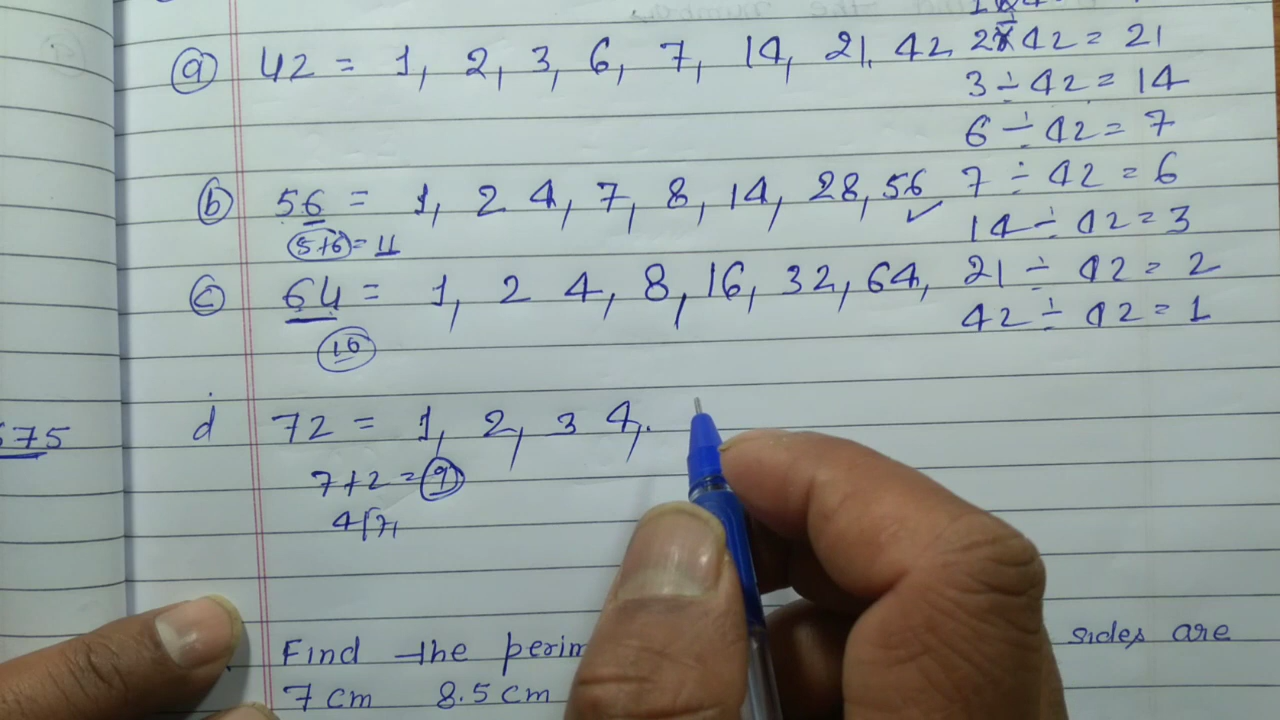 2 ÷ 42 = 21
ⓐ 42 = 1, 2, 3, 6, 7, 14, 21, 42
3 ÷ 42 = 14
6 ÷ 42 = 7
ⓑ 56 = 1, 2 4, 7, 8, 14, 28, 56 ✓
7 ÷ 42 = 6
(5+6) = 11
14 ÷ 42 = 3
ⓒ 64 = 1, 2 4, 8, 16, 32, 64,
21 ÷ 42 = 2
42 ÷ 42 = 1
d 72 = 1, 2, 3 4,.
75
7+2 = 9
Find the perim
sides are
7 cm 8.5 cm